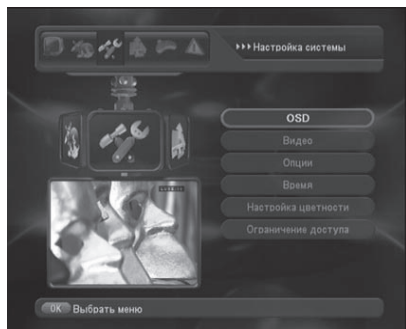 ▸▸▸Настройка системы
OSD
Видео
Опции
Время
Настройка цветности
Ограничение доступа
OK Выбрать меню